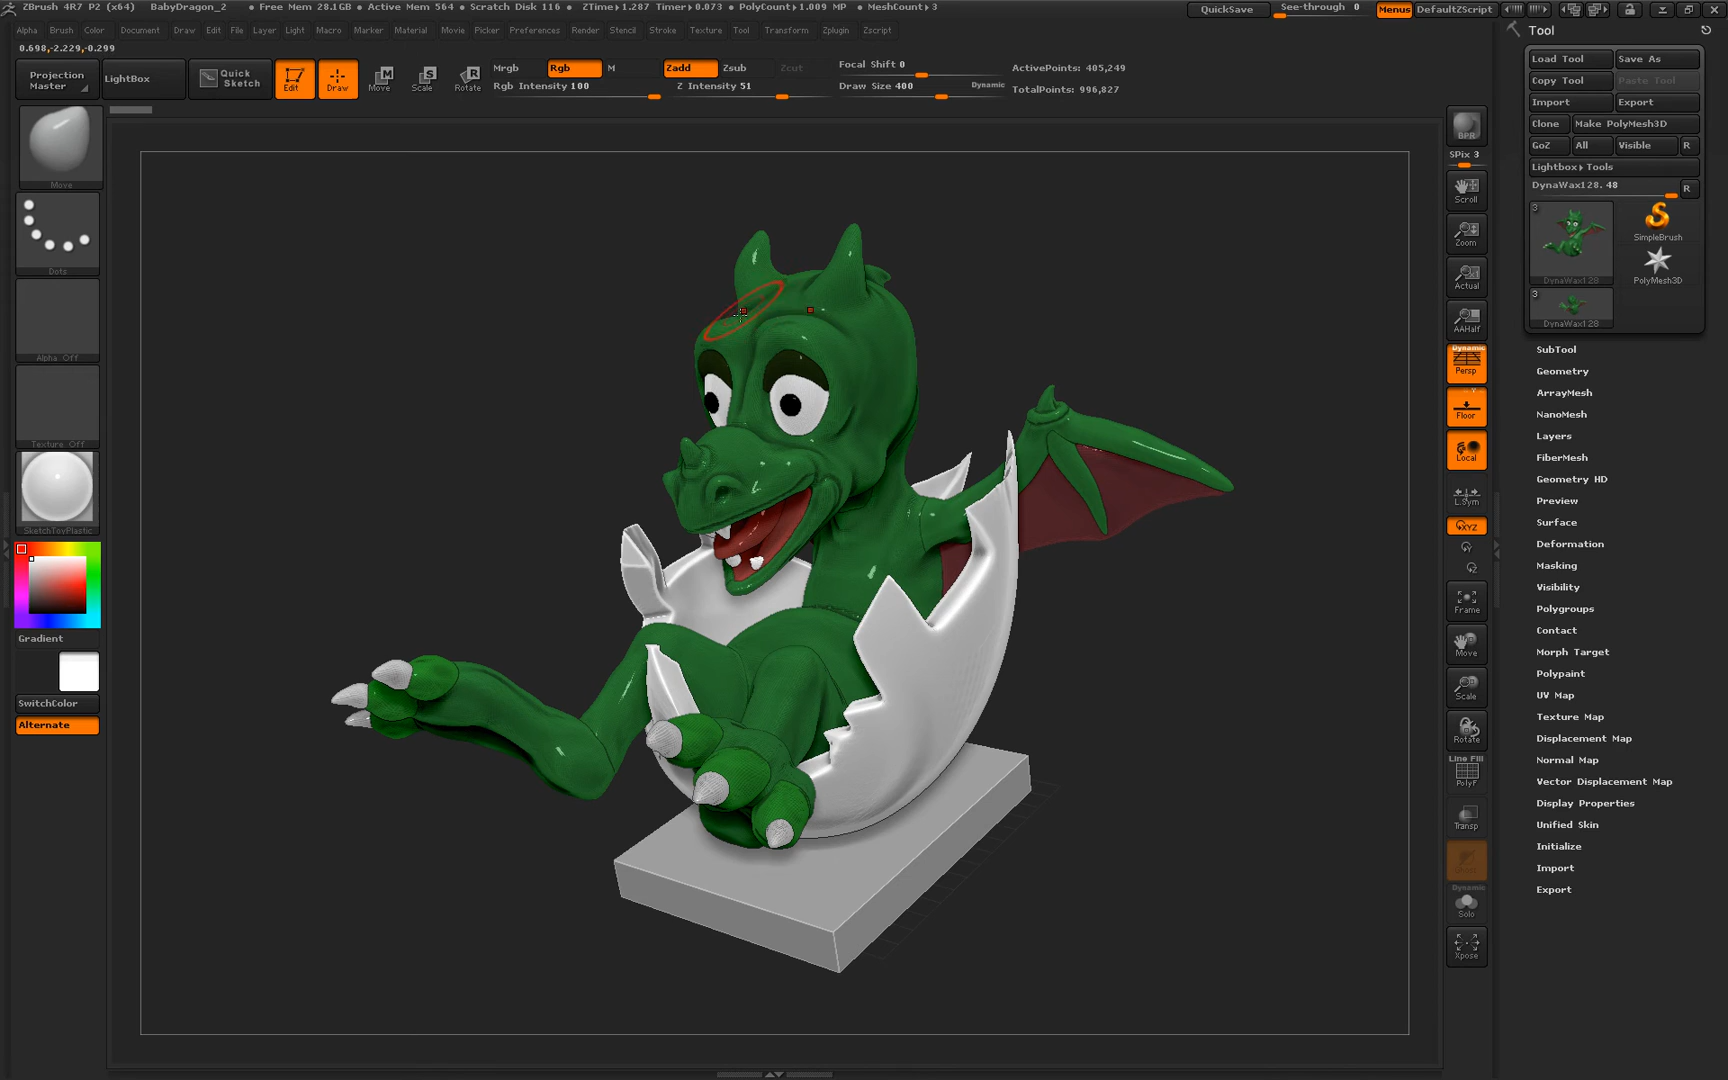 ZBrush 4R7 P2 (x64) BabyDragon_2 • Free Mem 28.1GB • Active Mem 564 • Scratch Disk 116 • ZTime▸1.287 Timer▸0.073 • PolyCount▸1.009 MP • MeshCount▸3 QuickSave See-through 0 Menus DefaultZScript
Alpha Brush Color Document Draw Edit File Layer Light Macro Marker Material Movie Picker Preferences Render Stencil Stroke Texture Tool Transform Zplugin Zscript
0.698,-2.229,-0.299
Projection Master
LightBox
Quick Sketch
Edit
Draw
Move
Scale
Rotate
Mrgb Rgb M
Rgb Intensity 100
Zadd Zsub Zcut
Z Intensity 51
Focal Shift 0
Draw Size 400 Dynamic
ActivePoints: 405,249
TotalPoints: 996,827
Move
Dots
Alpha Off
Texture Off
SketchToyPlastic
Gradient
SwitchColor
Alternate
BPR
SPix 3
Scroll
Zoom
Actual
AAHalf
Dynamic
Persp
Floor
Local
L.Sym
XYZ
Y
Z
Frame
Move
Scale
Rotate
Line Fill
PolyF
Transp
Dynamic
Solo
Xpose
Tool
Load Tool Save As
Copy Tool Paste Tool
Import Export
Clone Make PolyMesh3D
GoZ All Visible R
Lightbox▸Tools
DynaWax128. 48 R
3
DynaWax128
SimpleBrush
PolyMesh3D
3
DynaWax128
SubTool
Geometry
ArrayMesh
NanoMesh
Layers
FiberMesh
Geometry HD
Preview
Surface
Deformation
Masking
Visibility
Polygroups
Contact
Morph Target
Polypaint
UV Map
Texture Map
Displacement Map
Normal Map
Vector Displacement Map
Display Properties
Unified Skin
Initialize
Import
Export